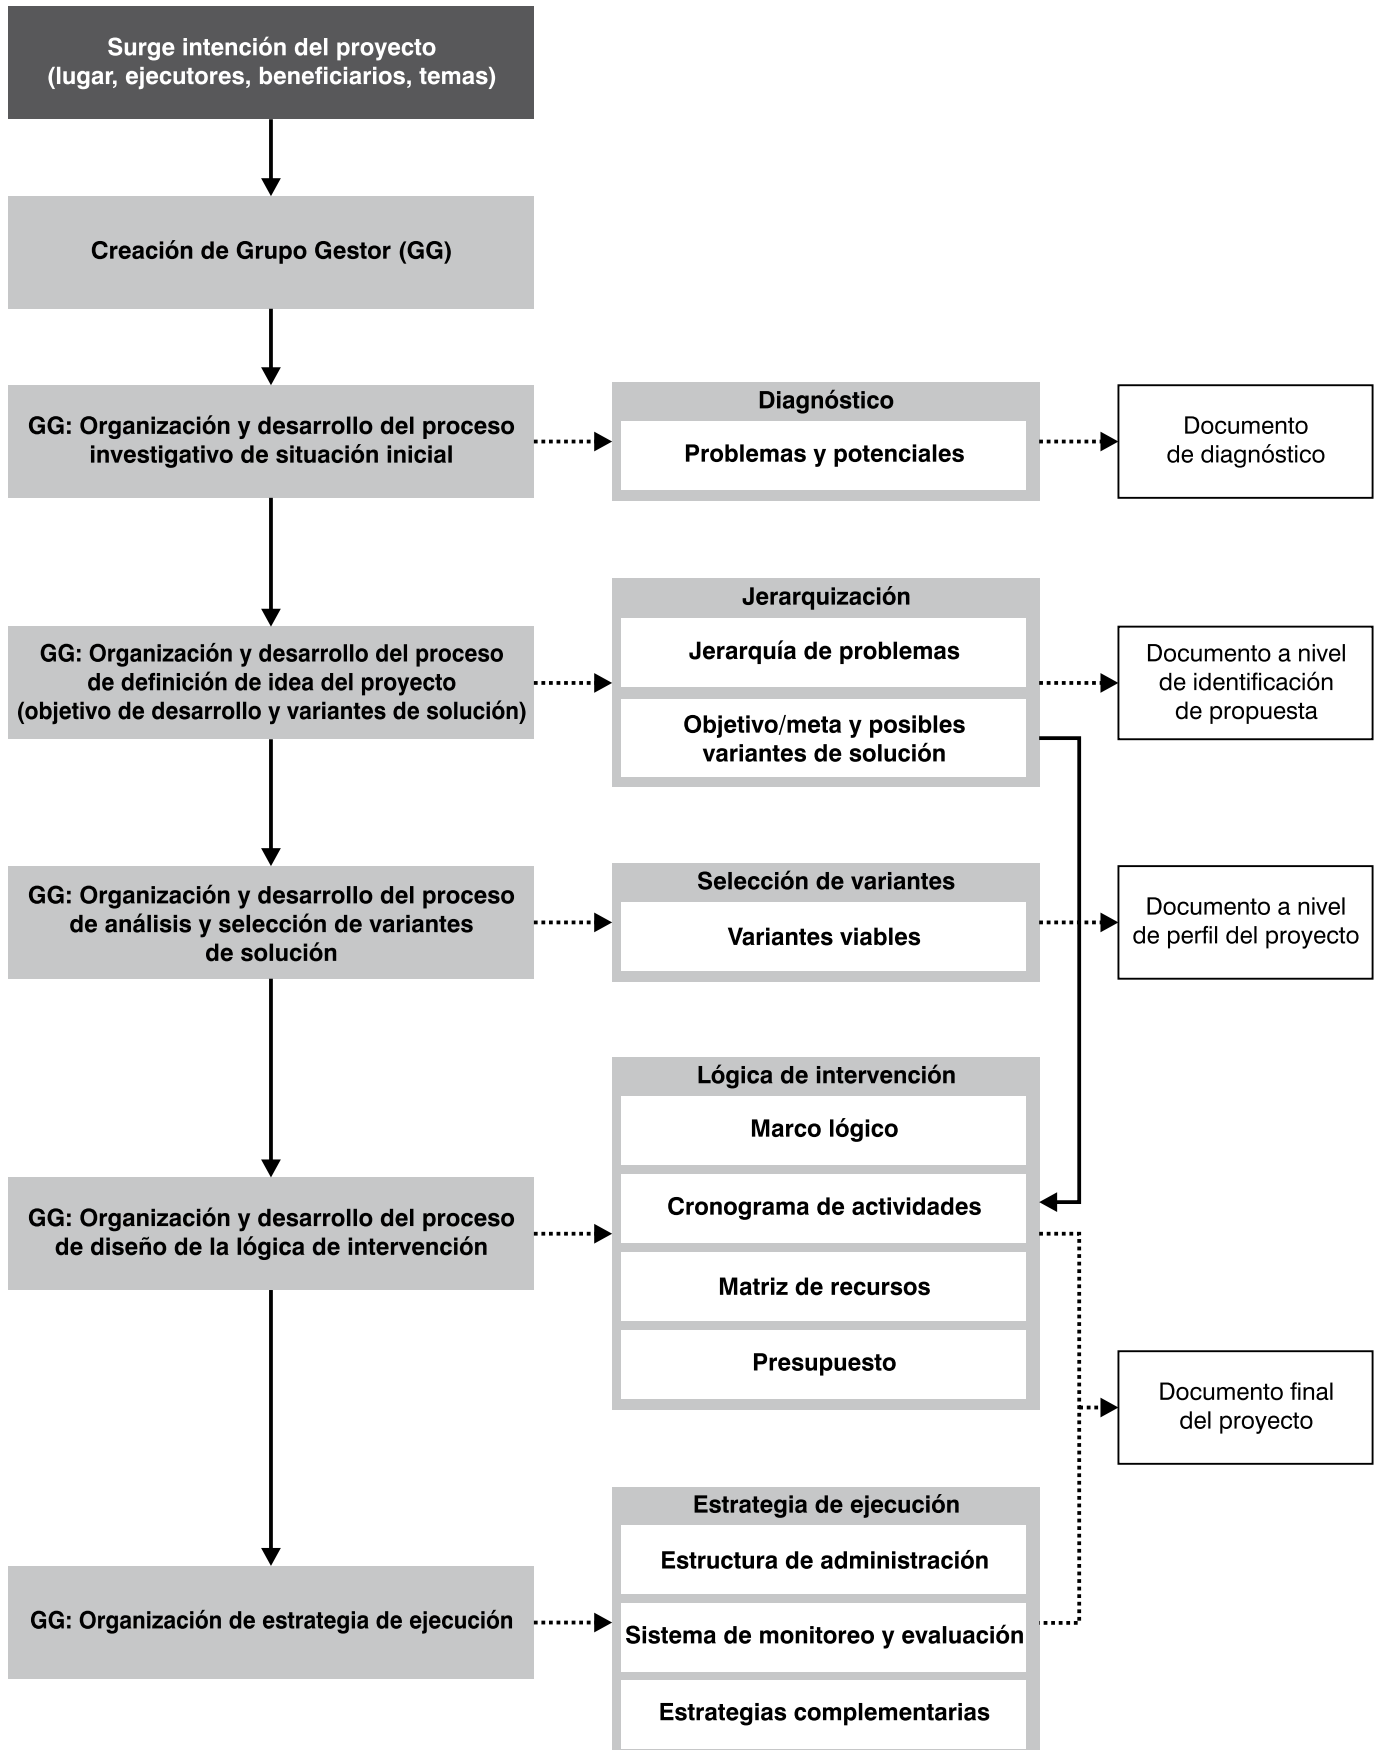 Surge intención del proyecto
(lugar, ejecutores, beneficiarios, temas)
Creación de Grupo Gestor (GG)
GG: Organización y desarrollo del proceso
investigativo de situación inicial
Diagnóstico
Problemas y potenciales
Documento
de diagnóstico
GG: Organización y desarrollo del proceso
de definición de idea del proyecto
(objetivo de desarrollo y variantes de solución)
Jerarquización
Jerarquía de problemas
Objetivo/meta y posibles
variantes de solución
Documento a nivel
de identificación
de propuesta
GG: Organización y desarrollo del proceso
de análisis y selección de variantes
de solución
Selección de variantes
Variantes viables
Documento a nivel
de perfil del proyecto
GG: Organización y desarrollo del proceso
de diseño de la lógica de intervención
Lógica de intervención
Marco lógico
Cronograma de actividades
Matriz de recursos
Presupuesto
Documento final
del proyecto
GG: Organización de estrategia de ejecución
Estrategia de ejecución
Estructura de administración
Sistema de monitoreo y evaluación
Estrategias complementarias